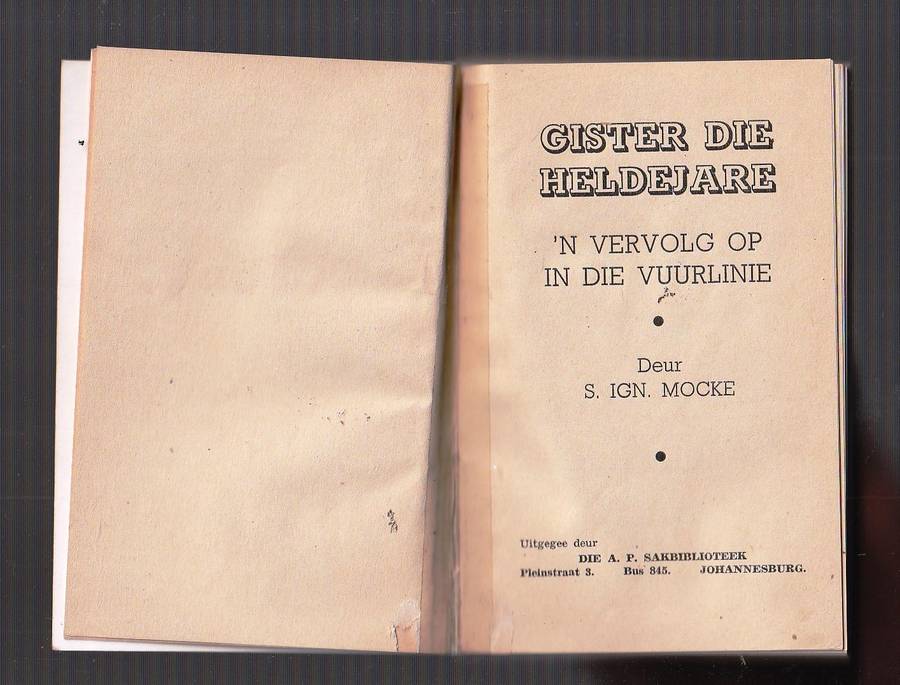 GISTER DIE
HELDEJARE
'N VERVOLG OP
IN DIE VUURLINIE
Deur
S. IGN. MOCKE
Uitgegee deur
DIE A. P. SAKBIBLIOTEEK
Pleinstraat 3. Bus 845. JOHANNESBURG.